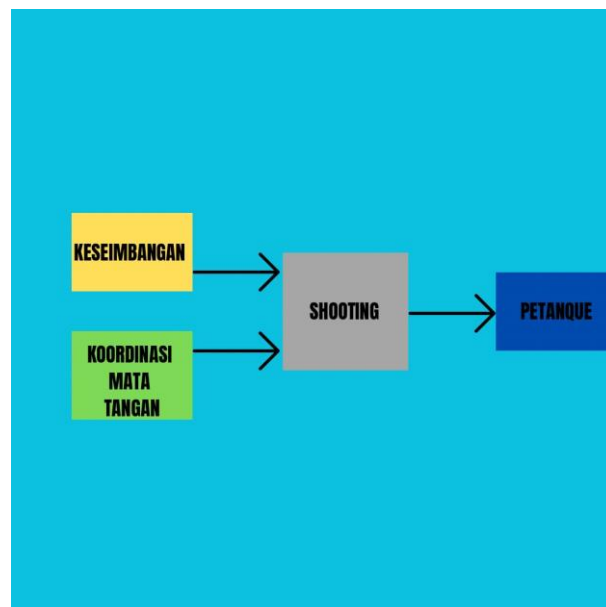 KESEIMBANGAN
KOORDINASI
MATA
TANGAN
SHOOTING
PETANQUE